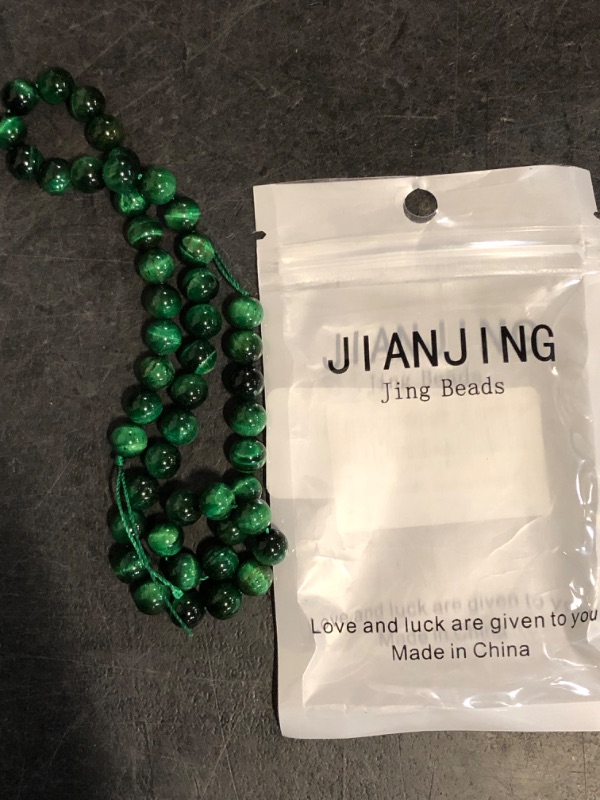 JIANJING
Jing Beads
Love and luck are given to you
Made in China